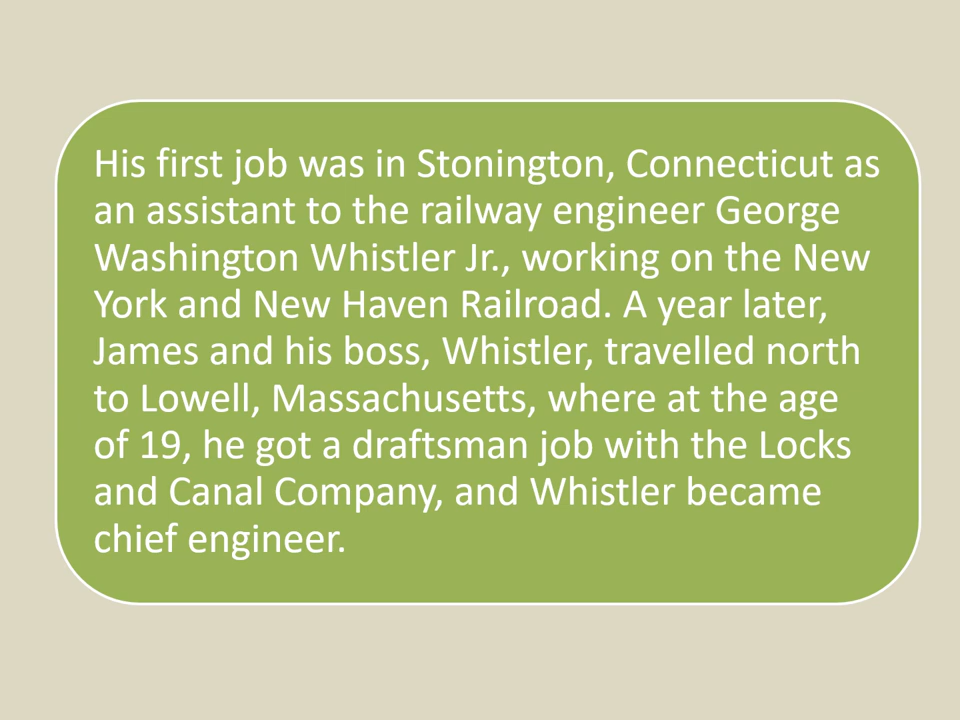 His first job was in Stonington, Connecticut as
an assistant to the railway engineer George
Washington Whistler Jr., working on the New
York and New Haven Railroad. A year later,
James and his boss, Whistler, travelled north
to Lowell, Massachusetts, where at the age
of 19, he got a draftsman job with the Locks
and Canal Company, and Whistler became
chief engineer.